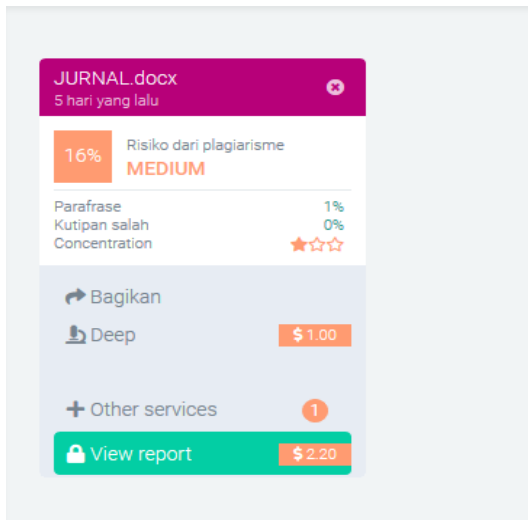 JURNAL.docx
5 hari yang lalu
16%
Risiko dari plagiarisme
MEDIUM
Parafrase 1%
Kutipan salah 0%
Concentration
Bagikan
Deep $ 1.00
Other services 1
View report $ 2.20